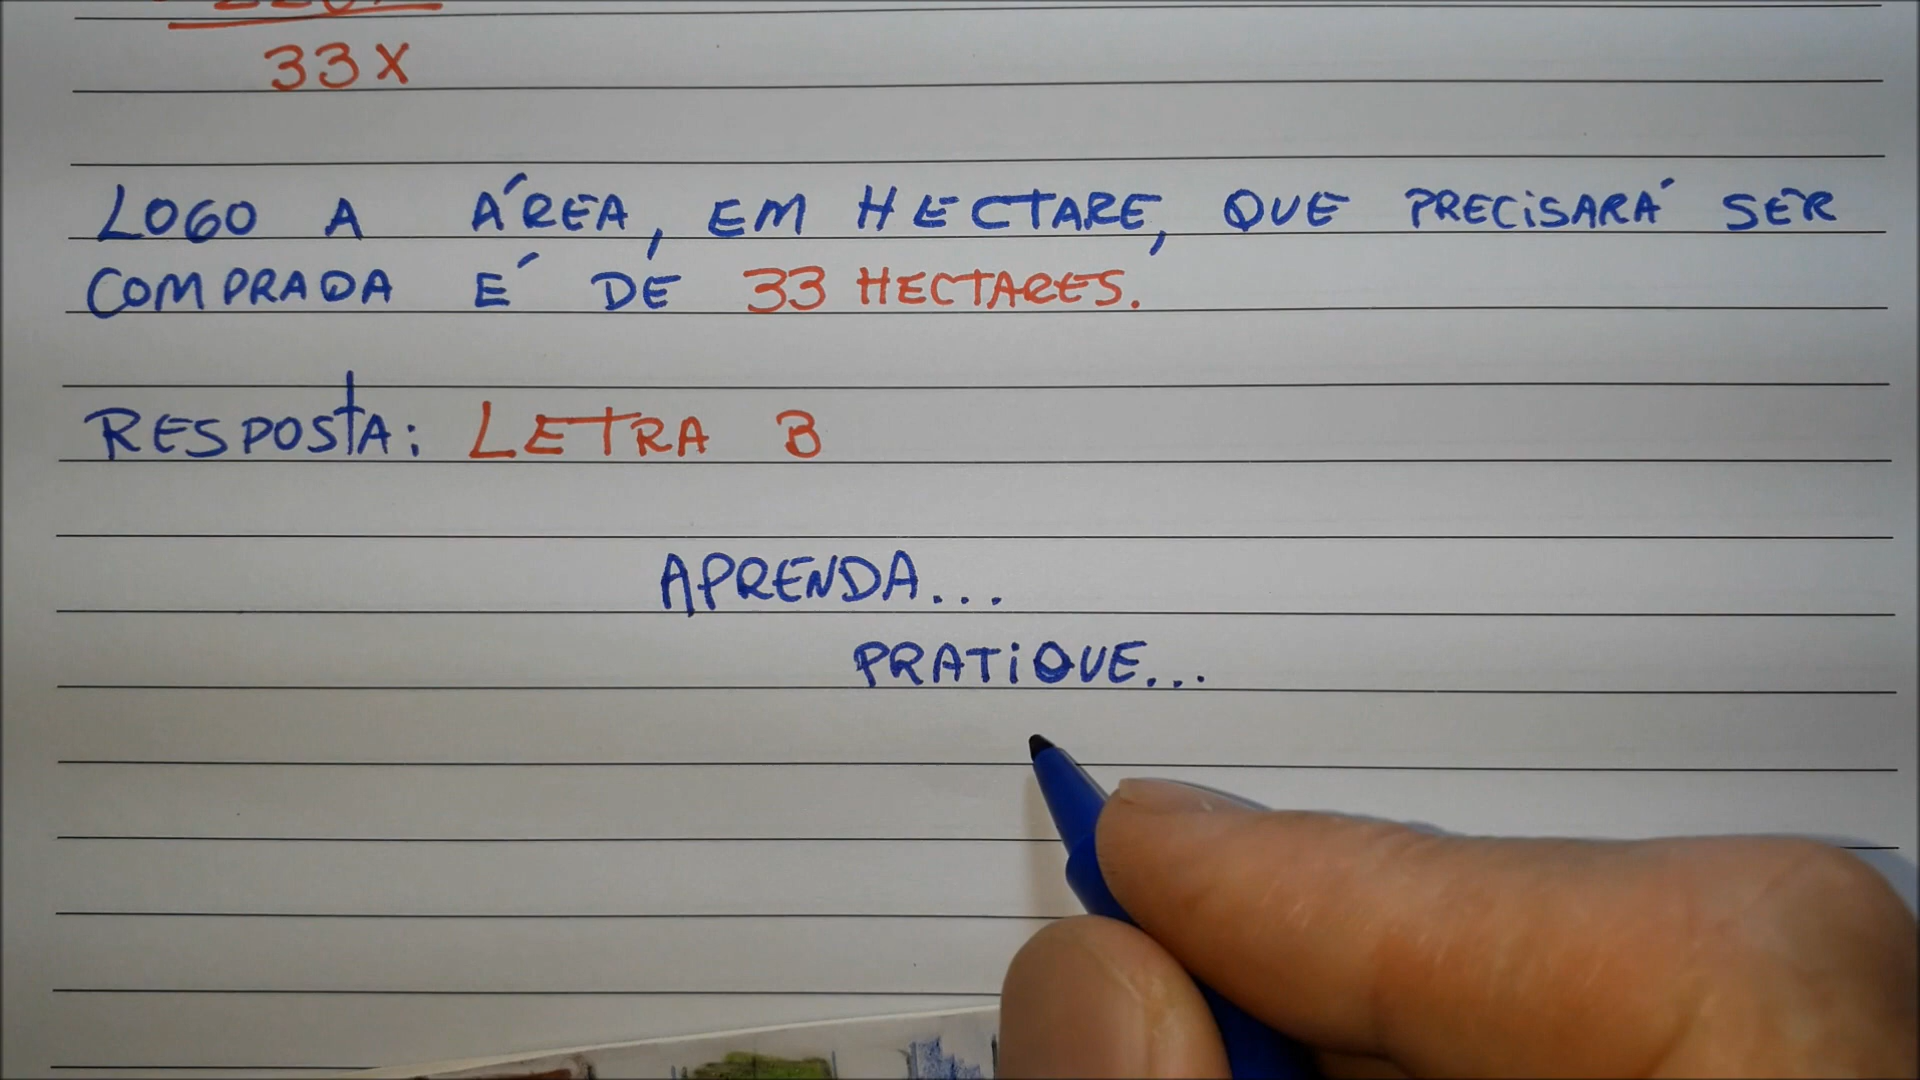 33X
LOGO A ÁREA, EM HECTARE, QUE PRECISARÁ SER
COMPRADA É DE 33 HECTARES.
RESPOSTA: LETRA B
APRENDA...
PRATIQUE...